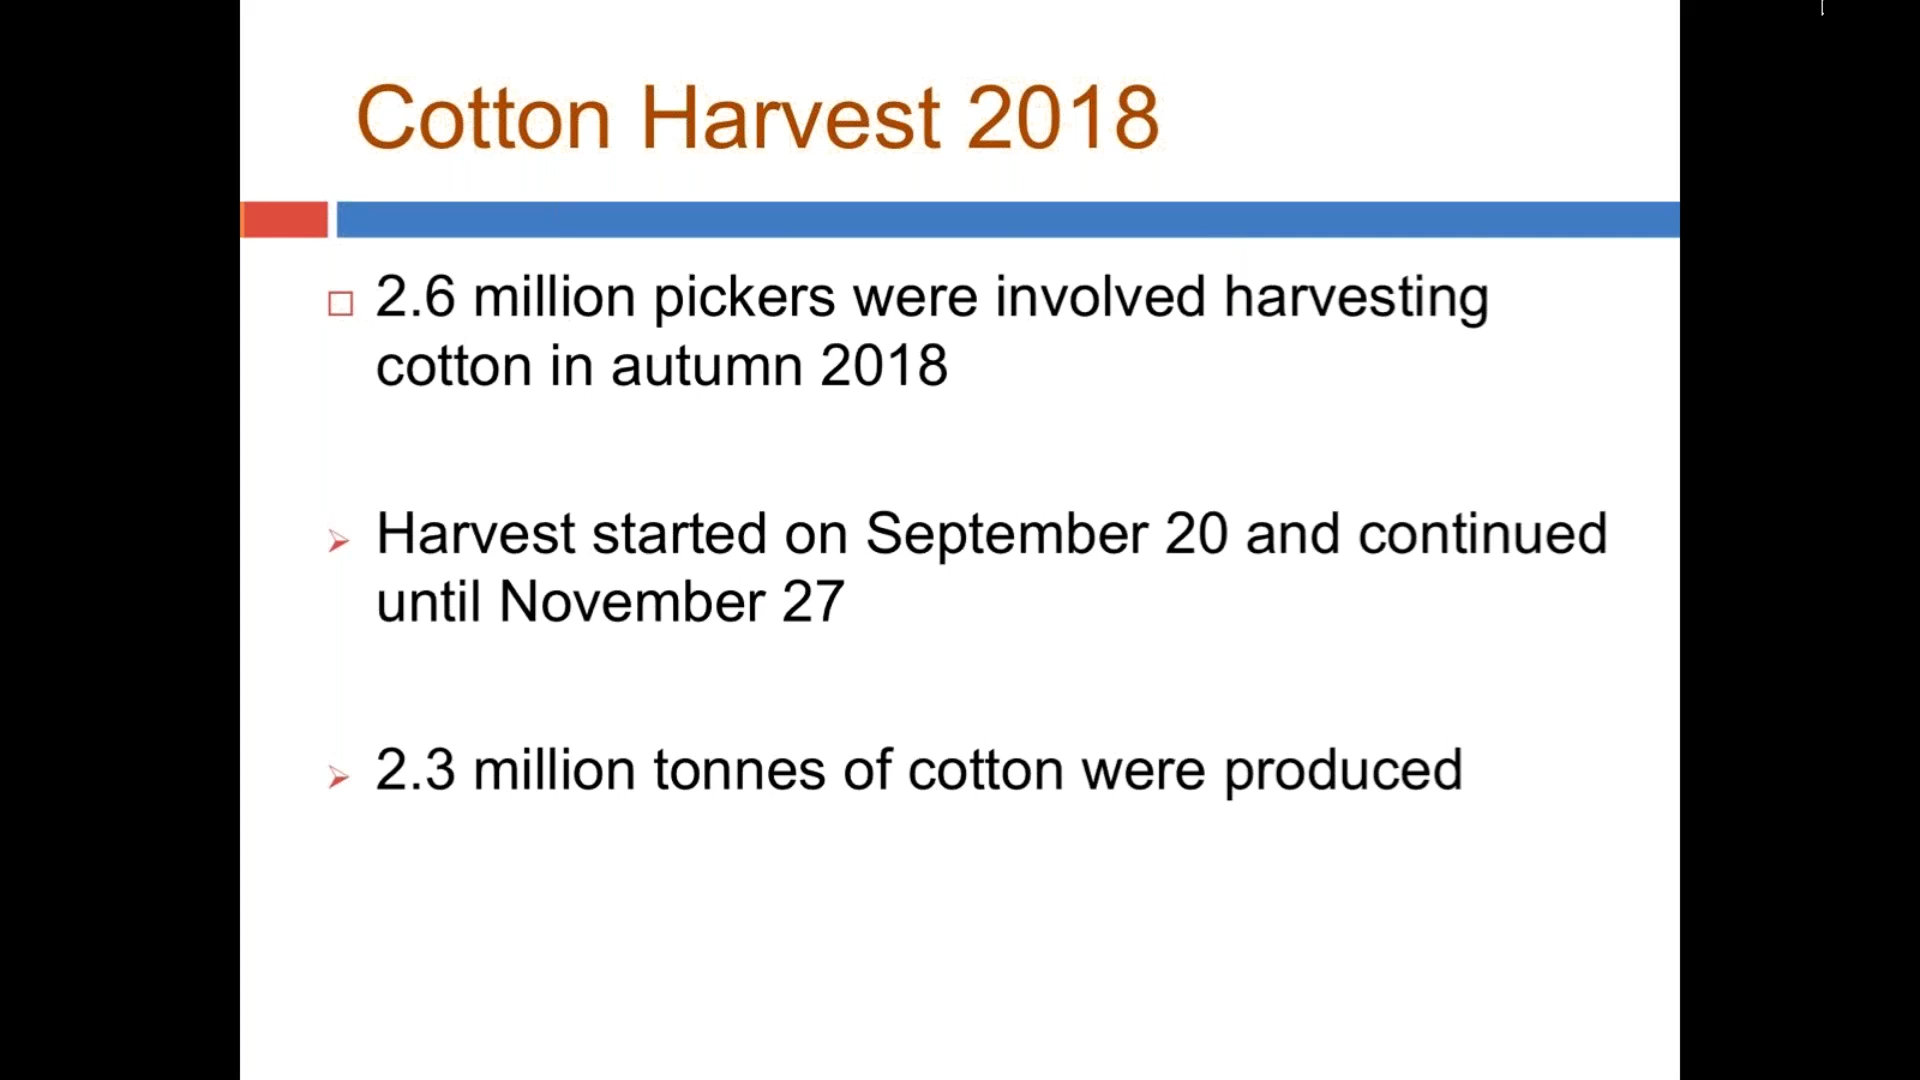 Cotton Harvest 2018
2.6 million pickers were involved harvesting
cotton in autumn 2018
Harvest started on September 20 and continued
until November 27
2.3 million tonnes of cotton were produced